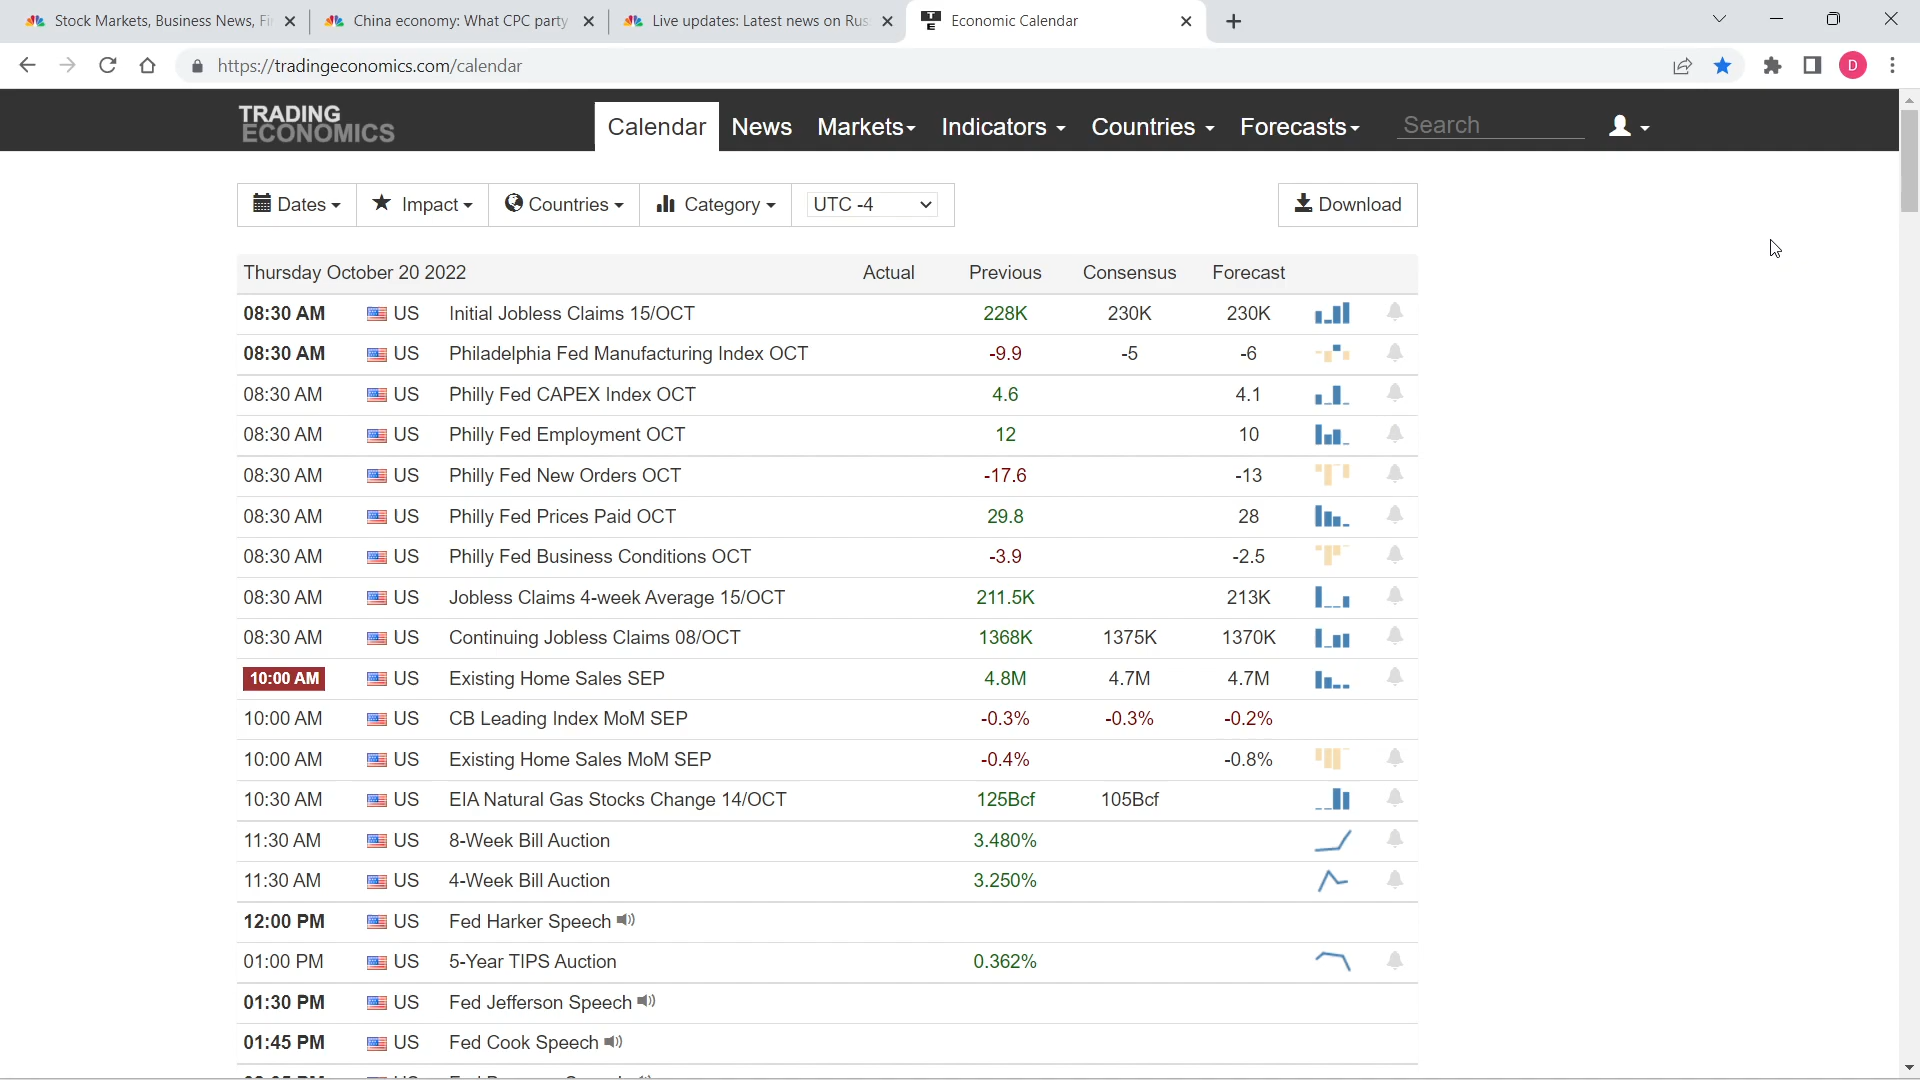 Stock Markets, Business News, Fi
China economy: What CPC party
Live updates: Latest news on Rus
TE
Economic Calendar
https://tradingeconomics.com/calendar
D
TRADING
ECONOMICS
Calendar News Markets Indicators Countries Forecasts Search
Dates Impact Countries Category UTC -4 Download
Thursday October 20 2022 Actual Previous Consensus Forecast
08:30 AM US Initial Jobless Claims 15/OCT 228K 230K 230K
08:30 AM US Philadelphia Fed Manufacturing Index OCT -9.9 -5 -6
08:30 AM US Philly Fed CAPEX Index OCT 4.6 4.1
08:30 AM US Philly Fed Employment OCT 12 10
08:30 AM US Philly Fed New Orders OCT -17.6 -13
08:30 AM US Philly Fed Prices Paid OCT 29.8 28
08:30 AM US Philly Fed Business Conditions OCT -3.9 -2.5
08:30 AM US Jobless Claims 4-week Average 15/OCT 211.5K 213K
08:30 AM US Continuing Jobless Claims 08/OCT 1368K 1375K 1370K
10:00 AM US Existing Home Sales SEP 4.8M 4.7M 4.7M
10:00 AM US CB Leading Index MoM SEP -0.3% -0.3% -0.2%
10:00 AM US Existing Home Sales MoM SEP -0.4% -0.8%
10:30 AM US EIA Natural Gas Stocks Change 14/OCT 125Bcf 105Bcf
11:30 AM US 8-Week Bill Auction 3.480%
11:30 AM US 4-Week Bill Auction 3.250%
12:00 PM US Fed Harker Speech
01:00 PM US 5-Year TIPS Auction 0.362%
01:30 PM US Fed Jefferson Speech
01:45 PM US Fed Cook Speech